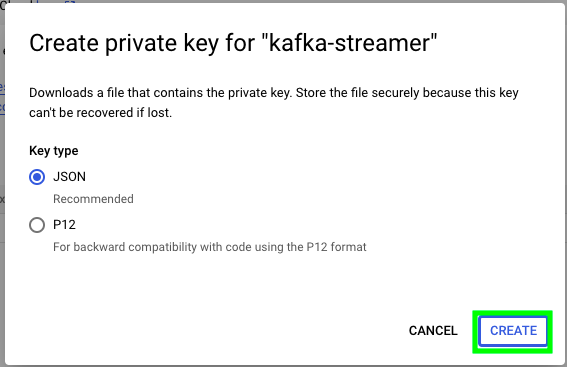 Create private key for "kafka-streamer"
Downloads a file that contains the private key. Store the file securely because this key
can't be recovered if lost.
Key type
JSON
Recommended
P12
For backward compatibility with code using the P12 format
CANCEL
CREATE